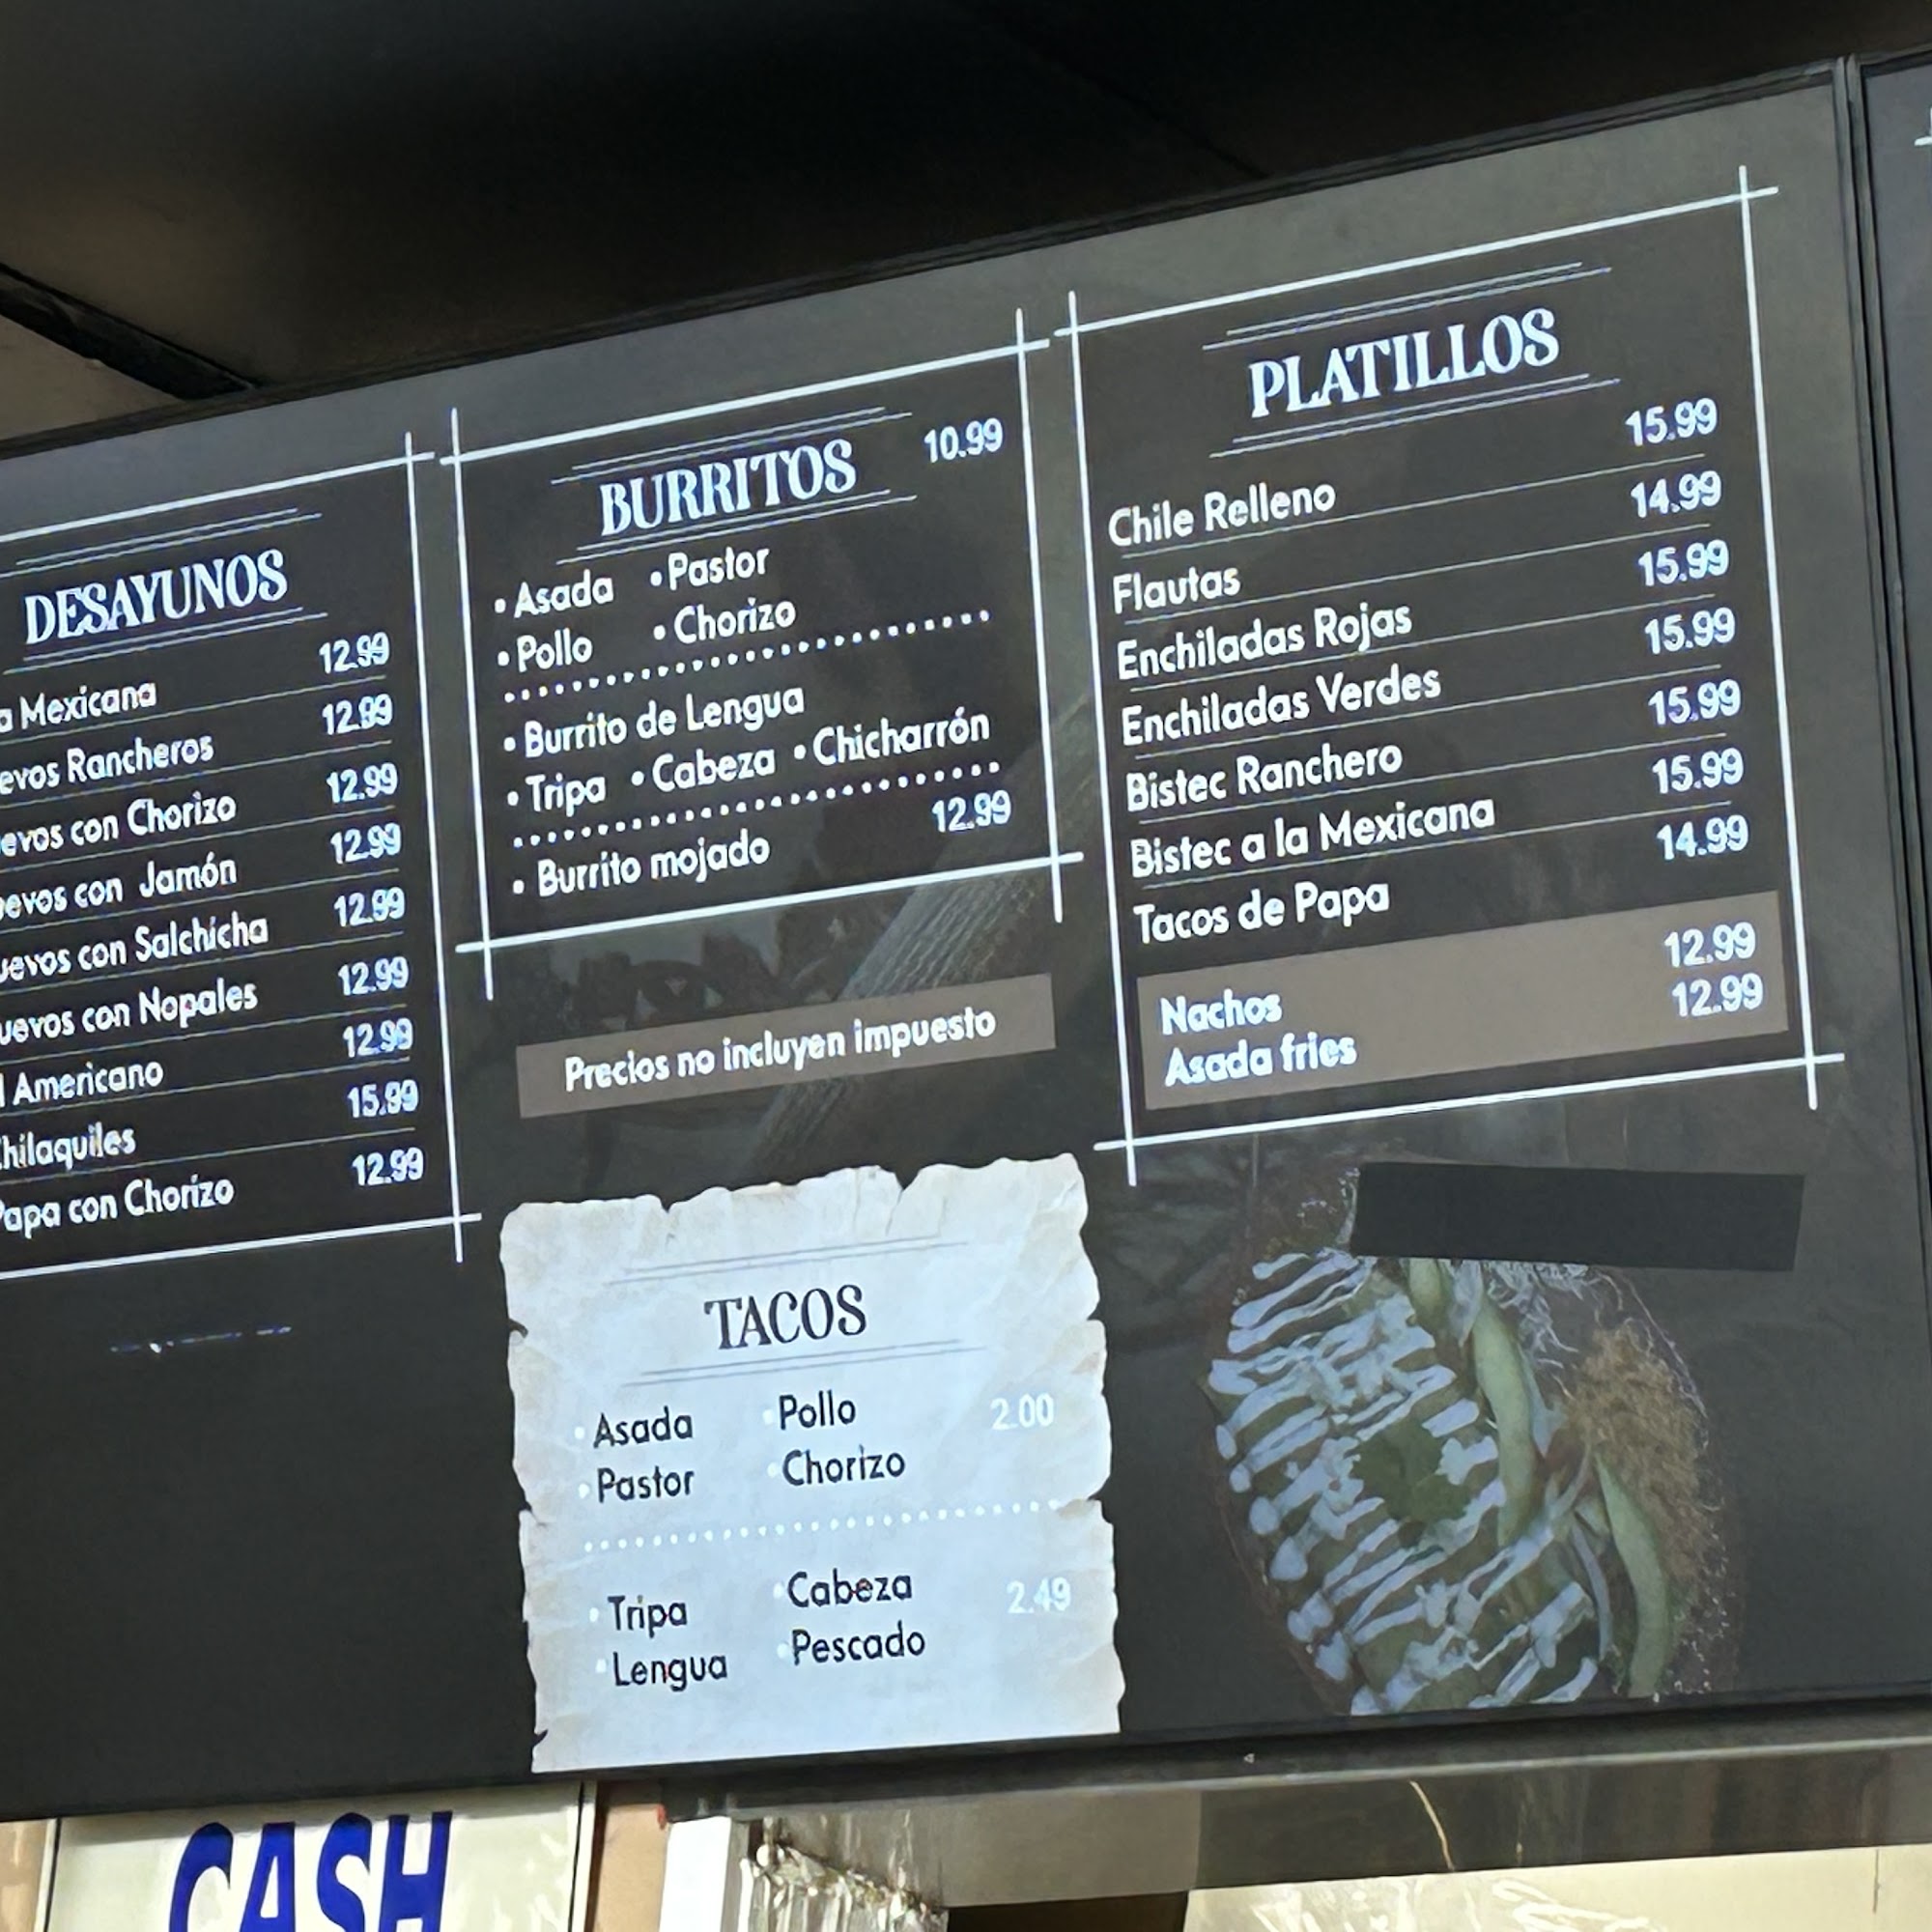 DESAYUNOS
a Mexicana 12.99
evos Rancheros 12.99
evos con Chorizo 12.99
evos con Jamón 12.99
uevos con Salchicha 12.99
uevos con Nopales 12.99
l Americano 12.99
hilaquiles 15.99
Papa con Chorizo 12.99
BURRITOS 10.99
• Asada • Pastor
• Pollo • Chorizo
• Burrito de Lengua
• Tripa • Cabeza • Chicharrón
• Burrito mojado 12.99
Precios no incluyen impuesto
TACOS
• Asada • Pollo 2.00
• Pastor • Chorizo
• Tripa • Cabeza 2.49
• Lengua • Pescado
PLATILLOS
Chile Relleno 15.99
Flautas 14.99
Enchiladas Rojas 15.99
Enchiladas Verdes 15.99
Bistec Ranchero 15.99
Bistec a la Mexicana 15.99
Tacos de Papa 14.99
Nachos 12.99
Asada fries 12.99
CASH